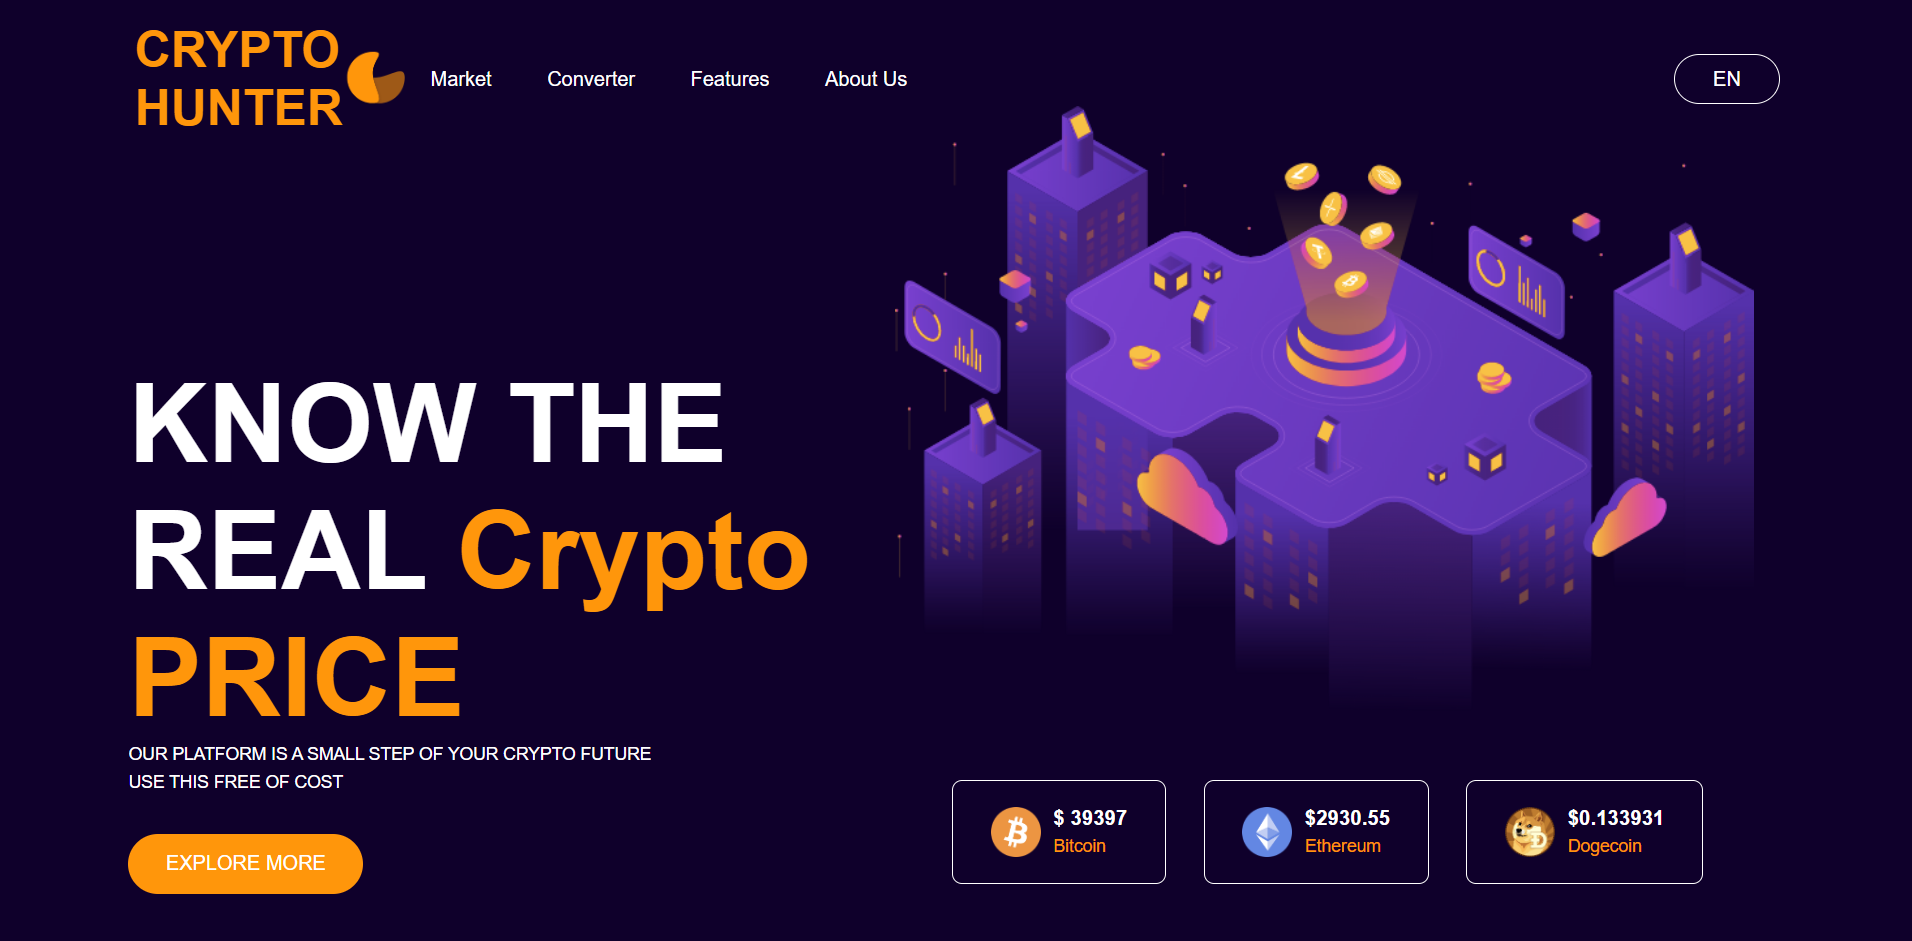 CRYPTO
HUNTER
Market
Converter
Features
About Us
EN
KNOW THE
REAL Crypto
PRICE
OUR PLATFORM IS A SMALL STEP OF YOUR CRYPTO FUTURE
USE THIS FREE OF COST
EXPLORE MORE
$ 39397
Bitcoin
$2930.55
Ethereum
$0.133931
Dogecoin